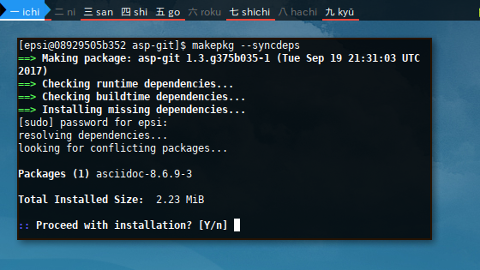 一 ichi 二 ni 三 san 四 shi 五 go 六 roku 七 shichi 八 hachi 九 kyū
[epsi@08929505b352 asp-git]$ makepkg --syncdeps
==> Making package: asp-git 1.3.g375b035-1 (Tue Sep 19 21:31:03 UTC
2017)
==> Checking runtime dependencies...
==> Checking buildtime dependencies...
==> Installing missing dependencies...
[sudo] password for epsi:
resolving dependencies...
looking for conflicting packages...
Packages (1) asciidoc-8.6.9-3
Total Installed Size:  2.23 MiB
:: Proceed with installation? [Y/n]